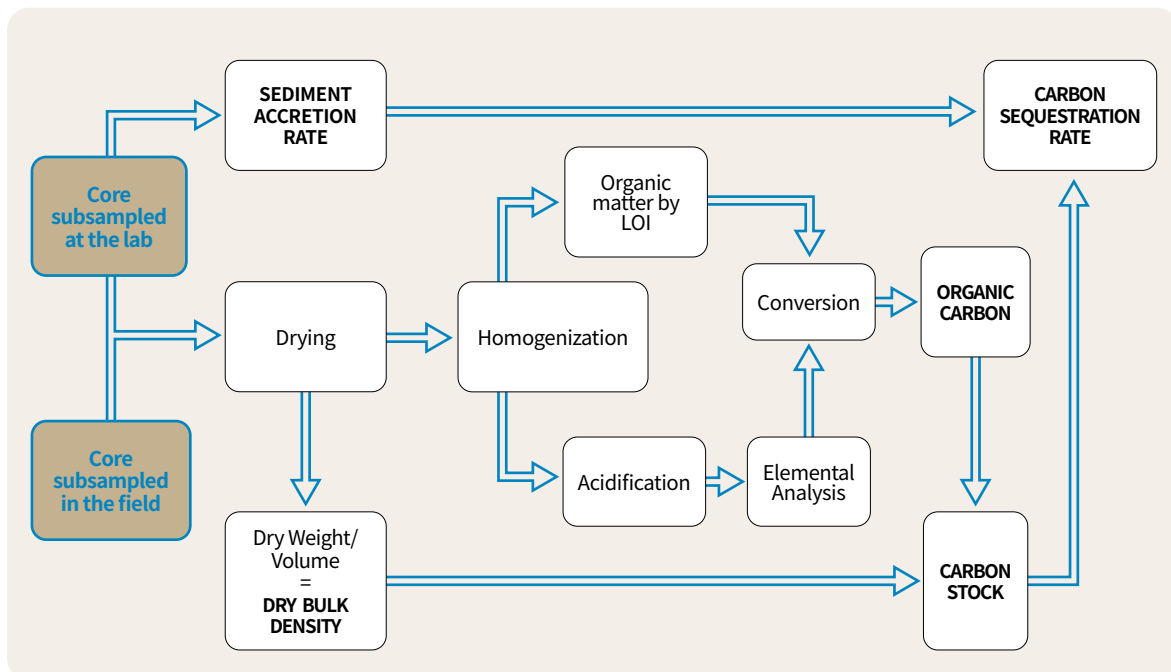 SEDIMENT
ACCRETION
RATE
CARBON
SEQUESTRATION
RATE
Core
subsampled
at the lab
Organic
matter by
LOI
Drying
Homogenization
Conversion
ORGANIC
CARBON
Core
subsampled
in the field
Acidification
Elemental
Analysis
Dry Weight/
Volume
=
DRY BULK
DENSITY
CARBON
STOCK